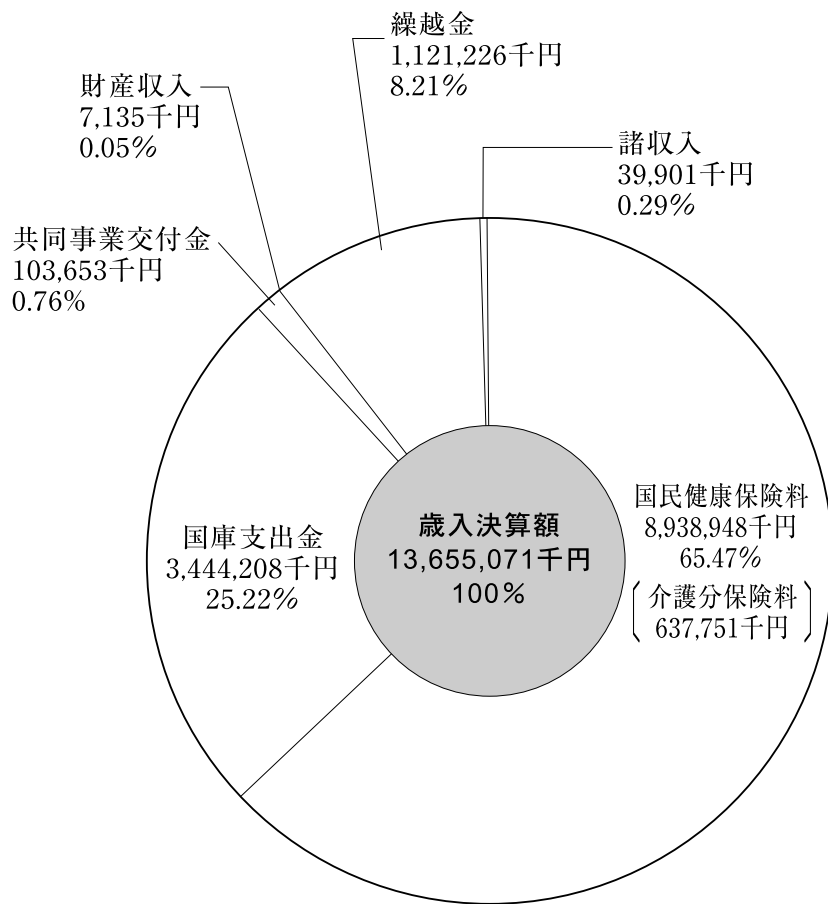 繰越金
1,121,226千円
8.21%
財産収入
7,135千円
0.05%
諸収入
39,901千円
0.29%
共同事業交付金
103,653千円
0.76%
国庫支出金
3,444,208千円
25.22%
歳入決算額
13,655,071千円
100%
国民健康保険料
8,938,948千円
65.47%
介護分保険料
637,751千円